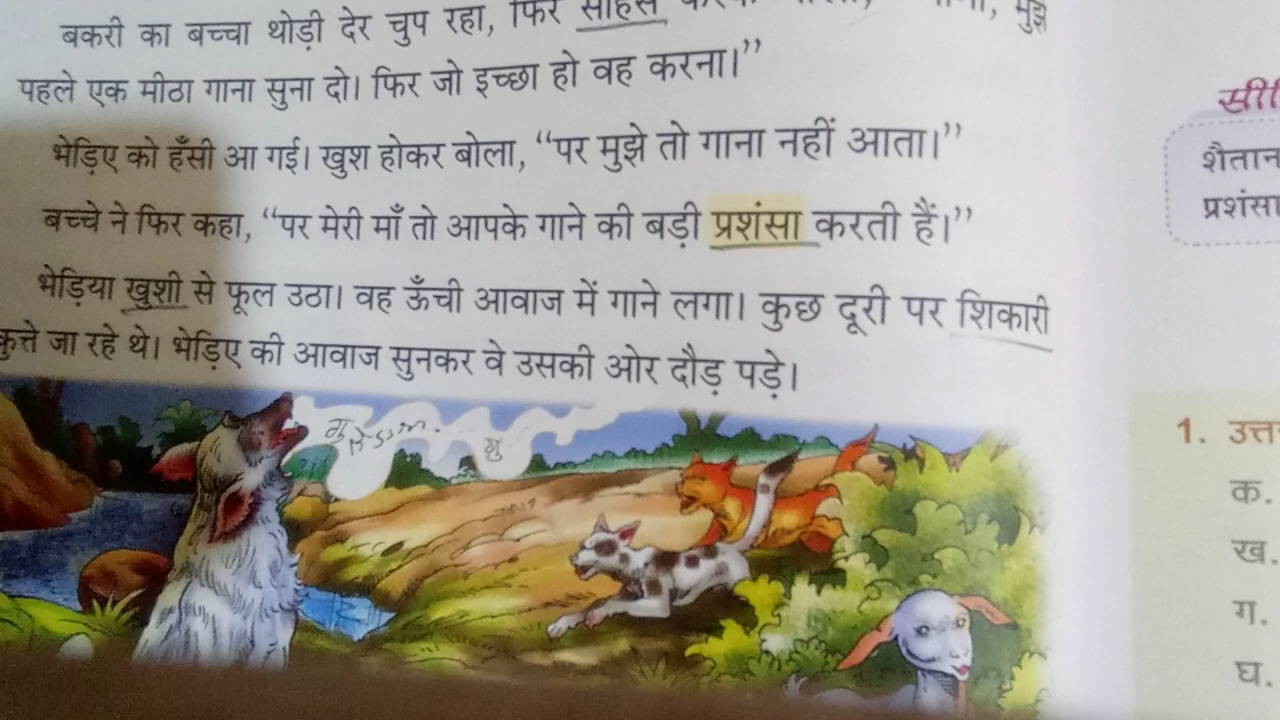 बकरी का बच्चा थोड़ी देर चुप रहा, फिर साहस
मुझे
पहले एक मीठा गाना सुना दो। फिर जो इच्छा हो वह करना।”
भेड़िए को हँसी आ गई। खुश होकर बोला, “पर मुझे तो गाना नहीं आता।”
बच्चे ने फिर कहा, “पर मेरी माँ तो आपके गाने की बड़ी प्रशंसा करती हैं।”
भेड़िया खुशी से फूल उठा। वह ऊँची आवाज में गाने लगा। कुछ दूरी पर शिकारी
कुत्ते जा रहे थे। भेड़िए की आवाज सुनकर वे उसकी ओर दौड़ पड़े।
शैतान
प्रशंसा
1.
क.
ख.
ग.
घ.